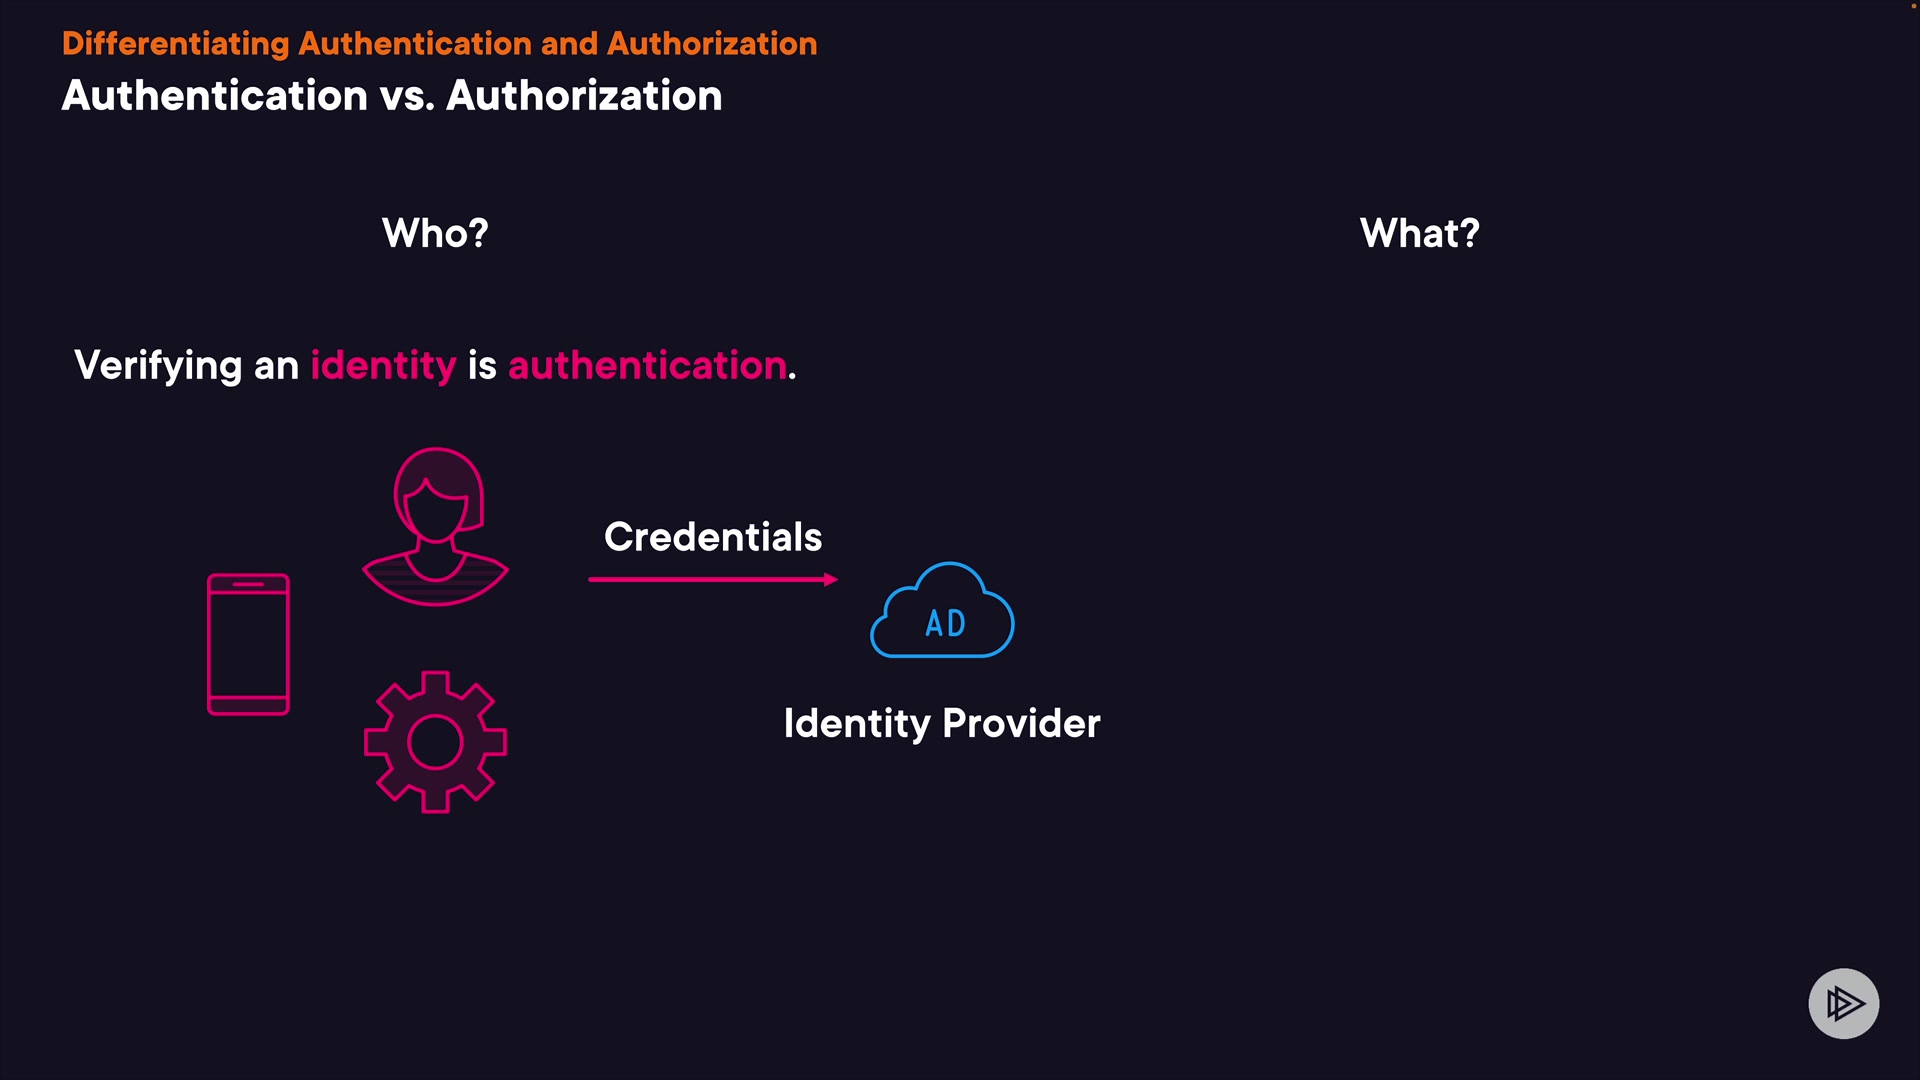 Differentiating Authentication and Authorization
Authentication vs. Authorization
Who?
What?
Verifying an identity is authentication.
Credentials
AD
Identity Provider